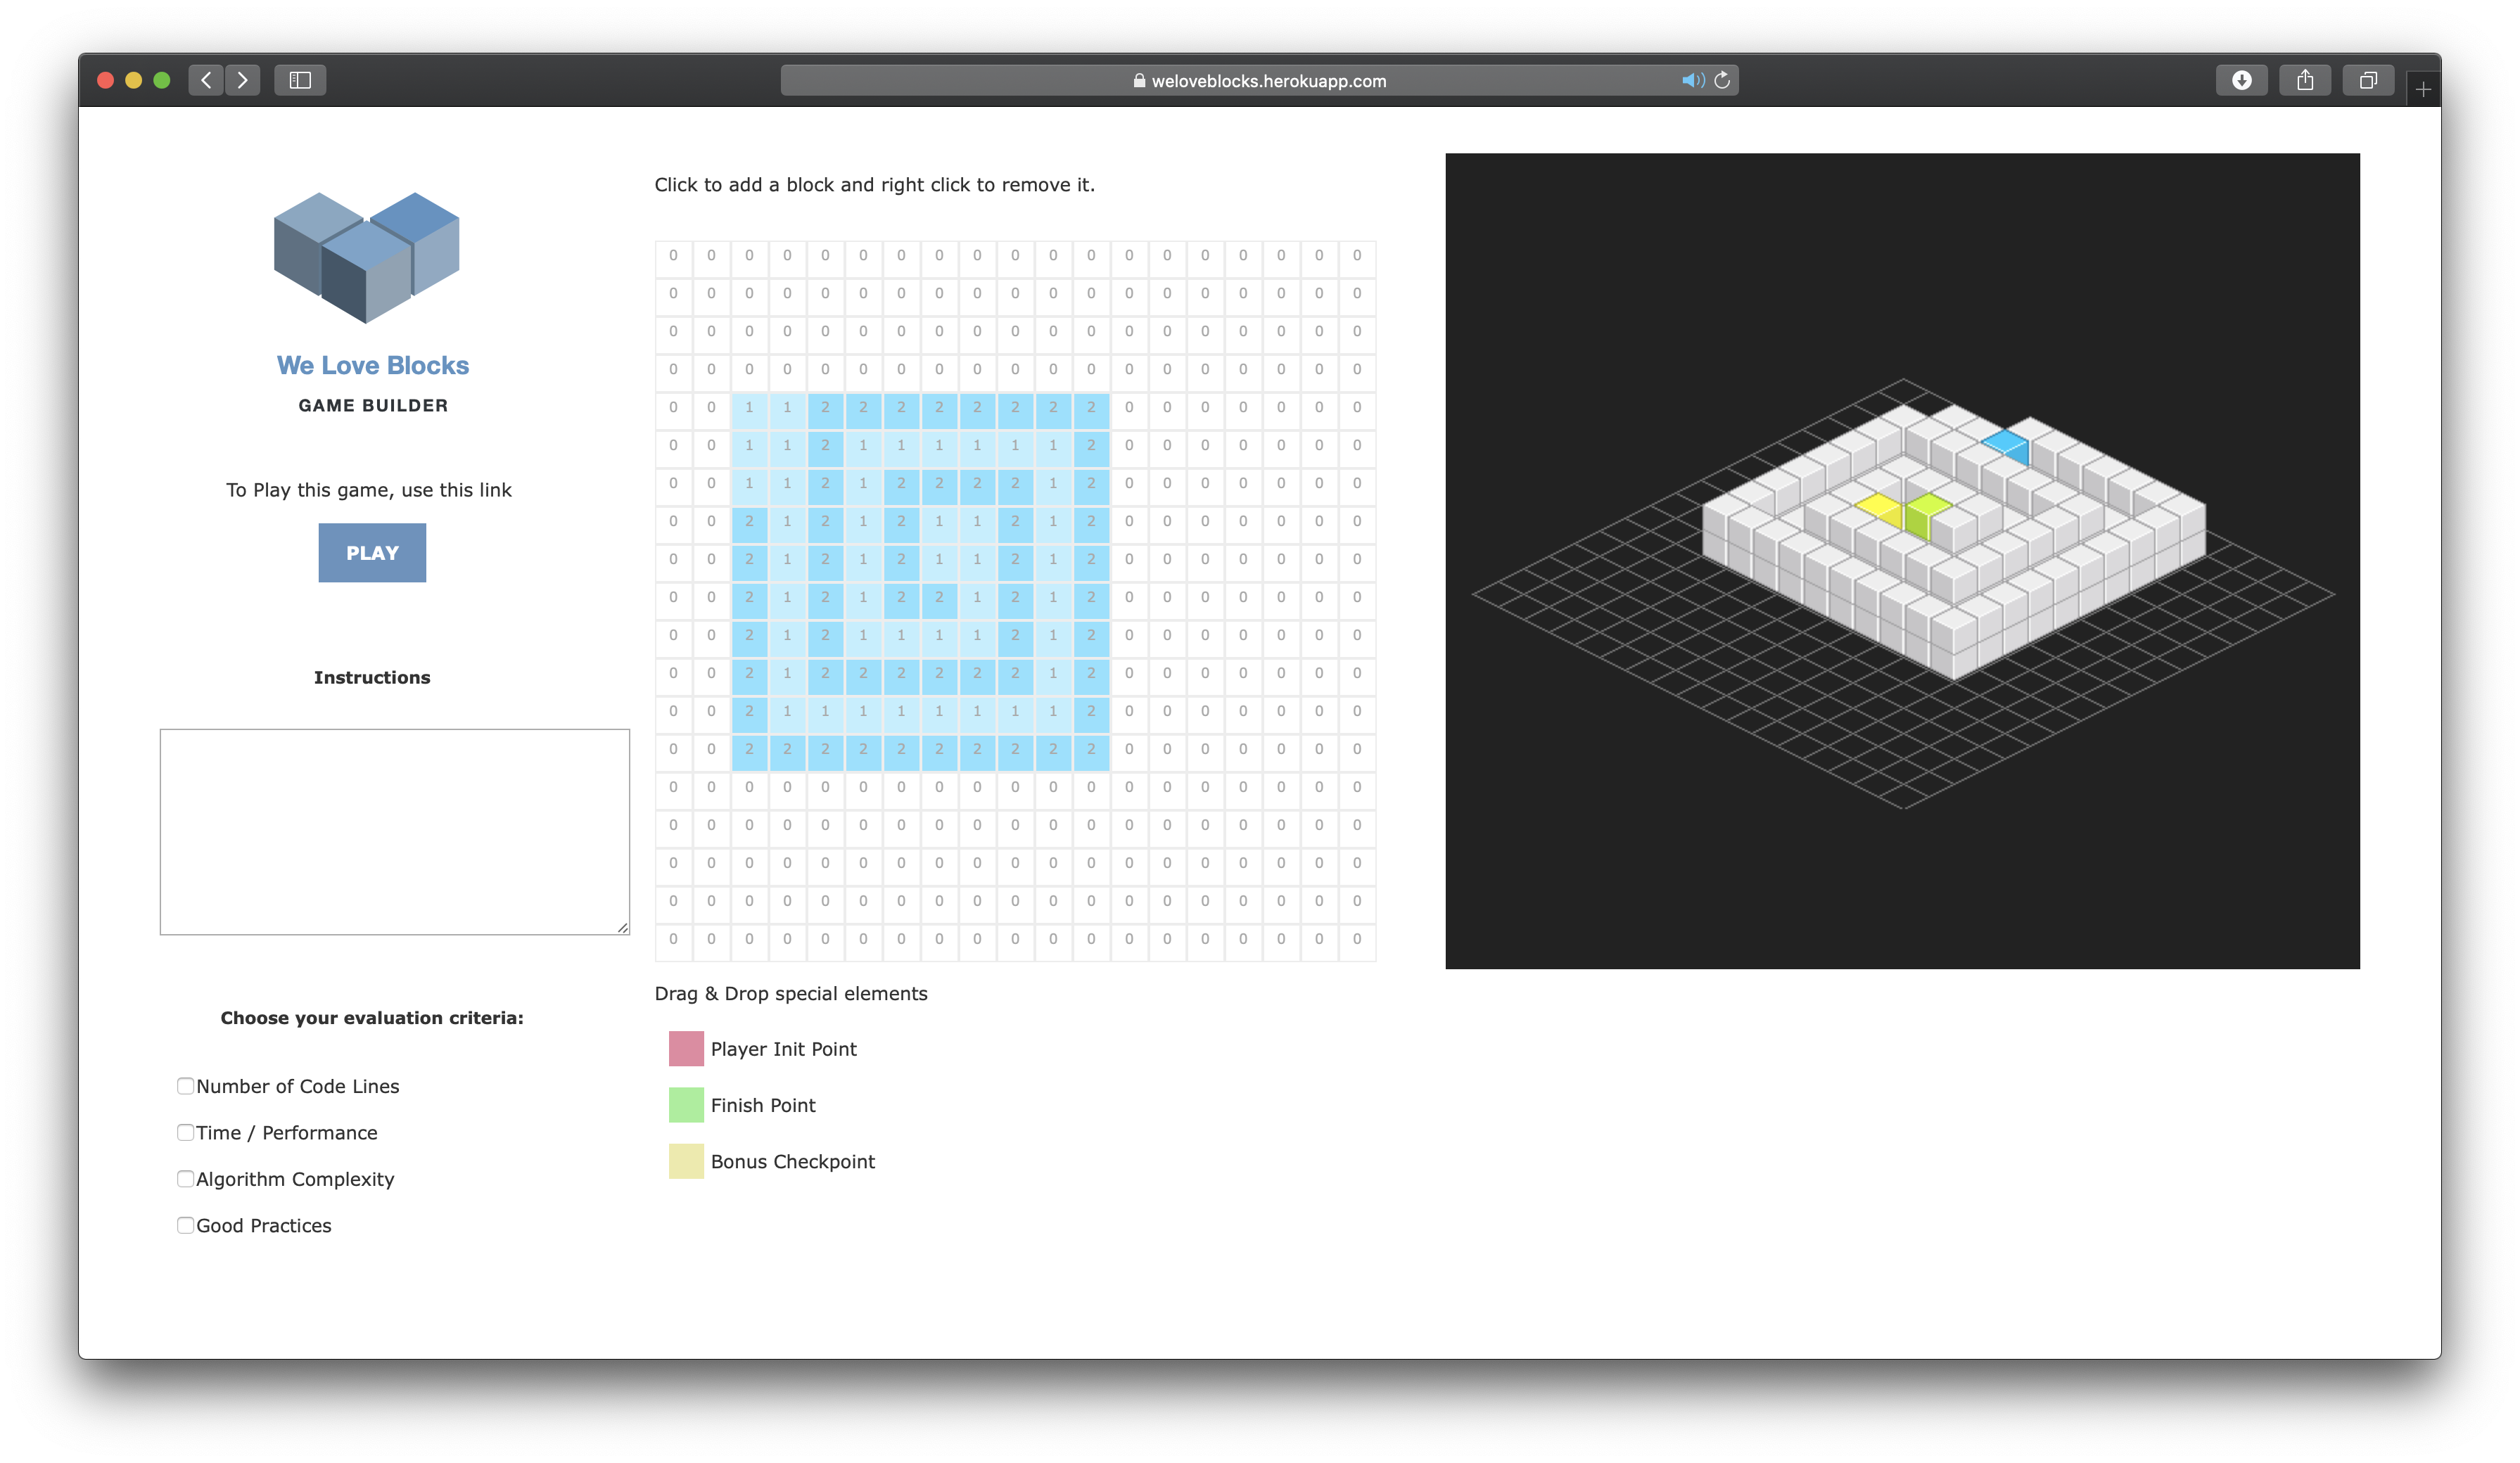 weloveblocks.herokuapp.com
We Love Blocks
GAME BUILDER
To Play this game, use this link
PLAY
Instructions
Choose your evaluation criteria:
Number of Code Lines
Time / Performance
Algorithm Complexity
Good Practices
Click to add a block and right click to remove it.
0 0 0 0 0 0 0 0 0 0 0 0 0 0 0 0 0 0 0
0 0 0 0 0 0 0 0 0 0 0 0 0 0 0 0 0 0 0
0 0 0 0 0 0 0 0 0 0 0 0 0 0 0 0 0 0 0
0 0 0 0 0 0 0 0 0 0 0 0 0 0 0 0 0 0 0
0 0 1 1 2 2 2 2 2 2 2 2 0 0 0 0 0 0 0
0 0 1 1 2 1 1 1 1 1 1 2 0 0 0 0 0 0 0
0 0 1 1 2 1 2 2 2 2 1 2 0 0 0 0 0 0 0
0 0 2 1 2 1 2 1 1 2 1 2 0 0 0 0 0 0 0
0 0 2 1 2 1 2 1 1 2 1 2 0 0 0 0 0 0 0
0 0 2 1 2 1 2 2 1 2 1 2 0 0 0 0 0 0 0
0 0 2 1 2 1 1 1 1 2 1 2 0 0 0 0 0 0 0
0 0 2 1 2 2 2 2 2 2 1 2 0 0 0 0 0 0 0
0 0 2 1 1 1 1 1 1 1 1 2 0 0 0 0 0 0 0
0 0 2 2 2 2 2 2 2 2 2 2 0 0 0 0 0 0 0
0 0 0 0 0 0 0 0 0 0 0 0 0 0 0 0 0 0 0
0 0 0 0 0 0 0 0 0 0 0 0 0 0 0 0 0 0 0
0 0 0 0 0 0 0 0 0 0 0 0 0 0 0 0 0 0 0
0 0 0 0 0 0 0 0 0 0 0 0 0 0 0 0 0 0 0
0 0 0 0 0 0 0 0 0 0 0 0 0 0 0 0 0 0 0
Drag & Drop special elements
Player Init Point
Finish Point
Bonus Checkpoint